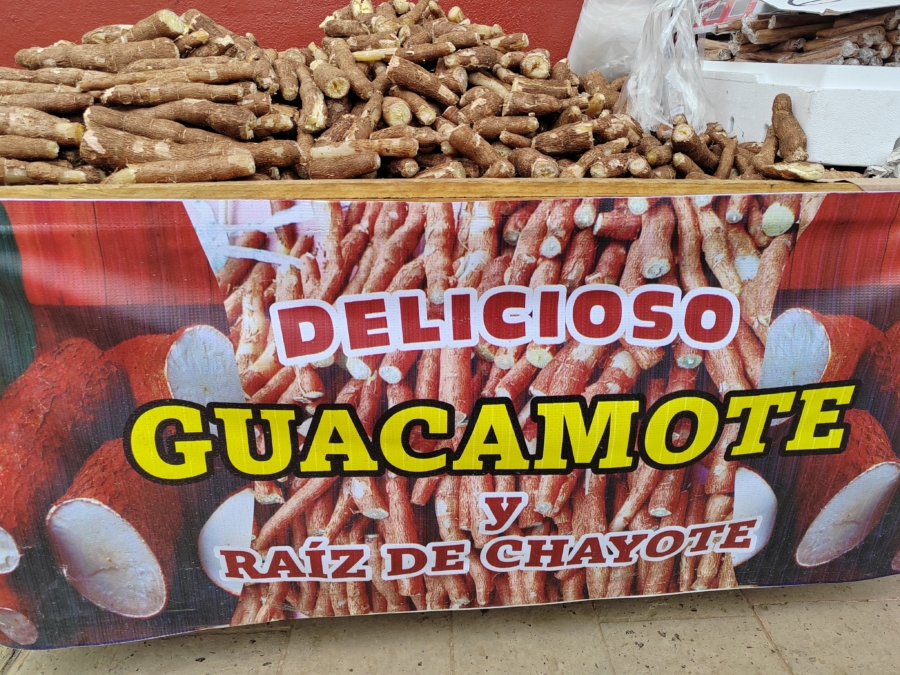 DELICIOSO
GUACAMOTE
y
RAÍZ DE CHAYOTE